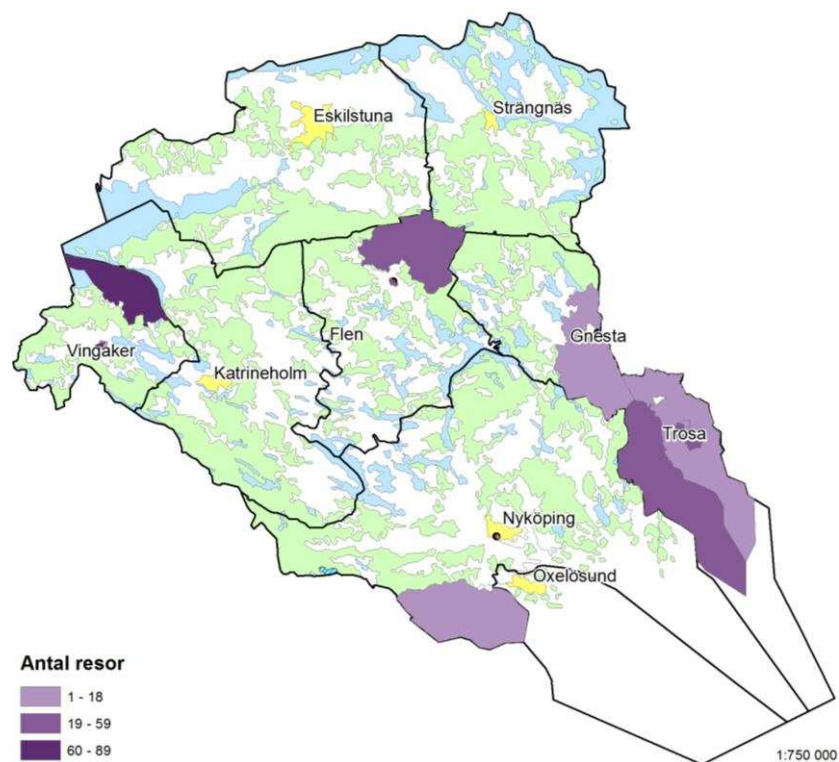 Strängnäs
Eskilstuna
Gnesta
Flen
Vingåker
Katrineholm
Trosa
Nyköping
Oxelösund
Antal resor
1 - 18
19 - 59
60 - 89
1:750 000